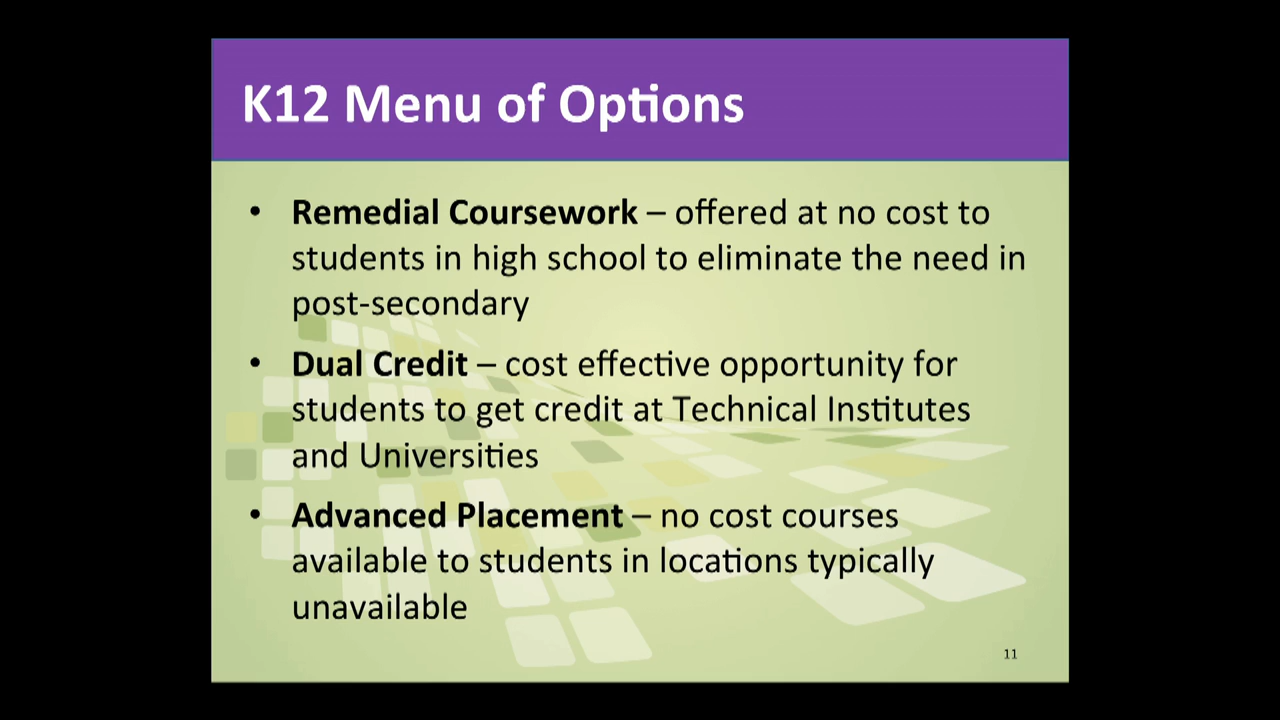 K12 Menu of Options
• Remedial Coursework – offered at no cost to
students in high school to eliminate the need in
post-secondary
• Dual Credit – cost effective opportunity for
students to get credit at Technical Institutes
and Universities
• Advanced Placement – no cost courses
available to students in locations typically
unavailable
11